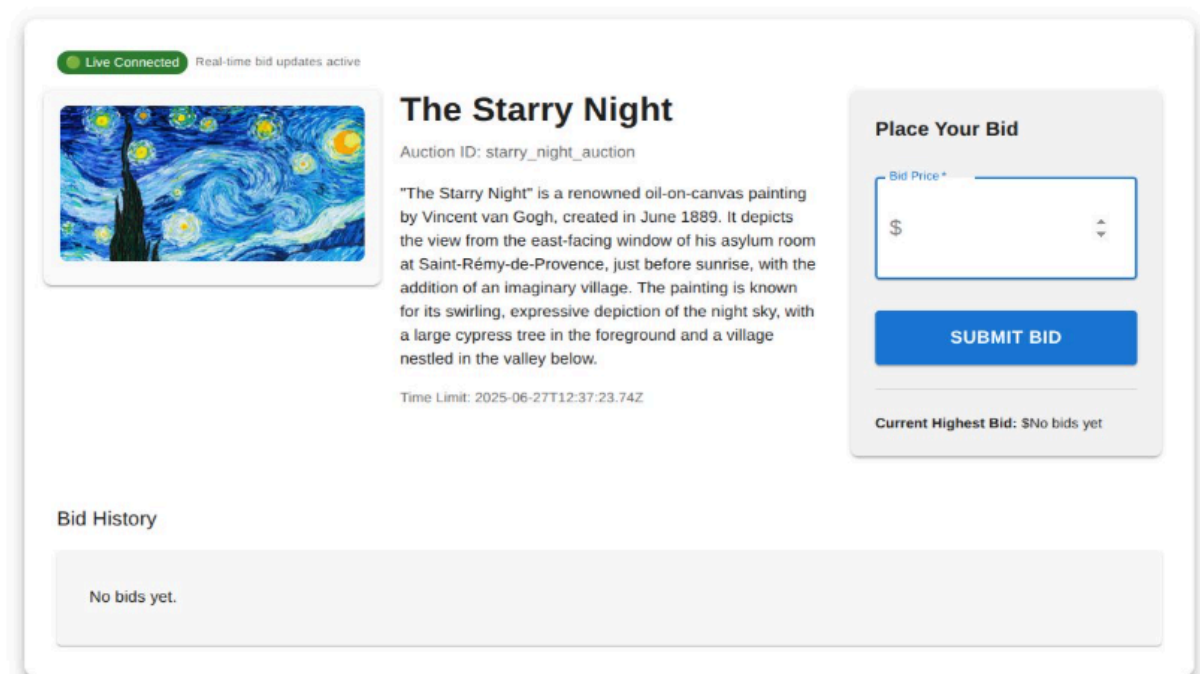 Live Connected Real-time bid updates active
The Starry Night
Auction ID: starry_night_auction
"The Starry Night" is a renowned oil-on-canvas painting
by Vincent van Gogh, created in June 1889. It depicts
the view from the east-facing window of his asylum room
at Saint-Rémy-de-Provence, just before sunrise, with the
addition of an imaginary village. The painting is known
for its swirling, expressive depiction of the night sky, with
a large cypress tree in the foreground and a village
nestled in the valley below.
Time Limit: 2025-06-27T12:37:23.74Z
Place Your Bid
Bid Price *
$
SUBMIT BID
Current Highest Bid: $No bids yet
Bid History
No bids yet.